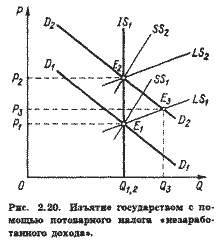 P
D₂
IS₁
SS₂
D₁
E₂
LS₂
P₂
SS₁
E₃
LS₁
P₃
P₁
E₁
D₂
D₁
0
Q₁,₂
Q₃
Q
Рис. 2.20. Изъятие государством с по-
мощью потоварного налога «незарабо-
танного дохода».